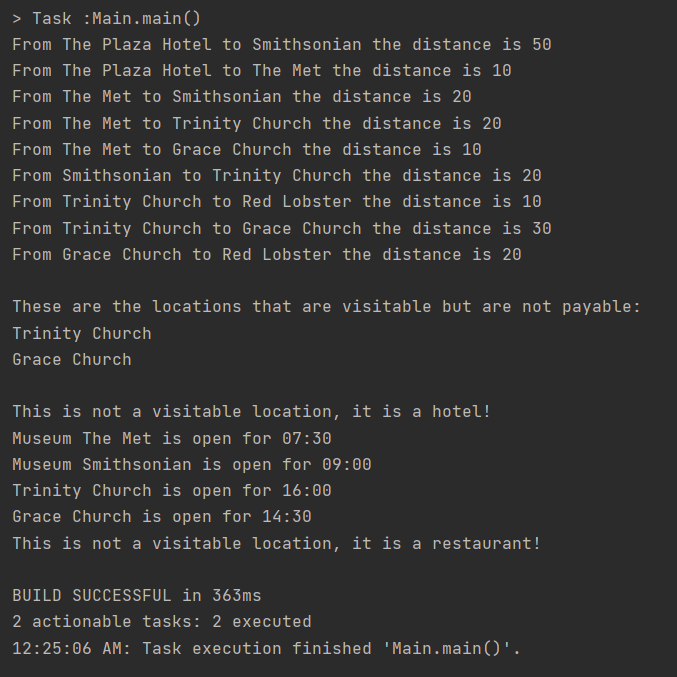 > Task :Main.main()
From The Plaza Hotel to Smithsonian the distance is 50
From The Plaza Hotel to The Met the distance is 10
From The Met to Smithsonian the distance is 20
From The Met to Trinity Church the distance is 20
From The Met to Grace Church the distance is 10
From Smithsonian to Trinity Church the distance is 20
From Trinity Church to Red Lobster the distance is 10
From Trinity Church to Grace Church the distance is 30
From Grace Church to Red Lobster the distance is 20

These are the locations that are visitable but are not payable:
Trinity Church
Grace Church

This is not a visitable location, it is a hotel!
Museum The Met is open for 07:30
Museum Smithsonian is open for 09:00
Trinity Church is open for 16:00
Grace Church is open for 14:30
This is not a visitable location, it is a restaurant!

BUILD SUCCESSFUL in 363ms
2 actionable tasks: 2 executed
12:25:06 AM: Task execution finished 'Main.main()'.